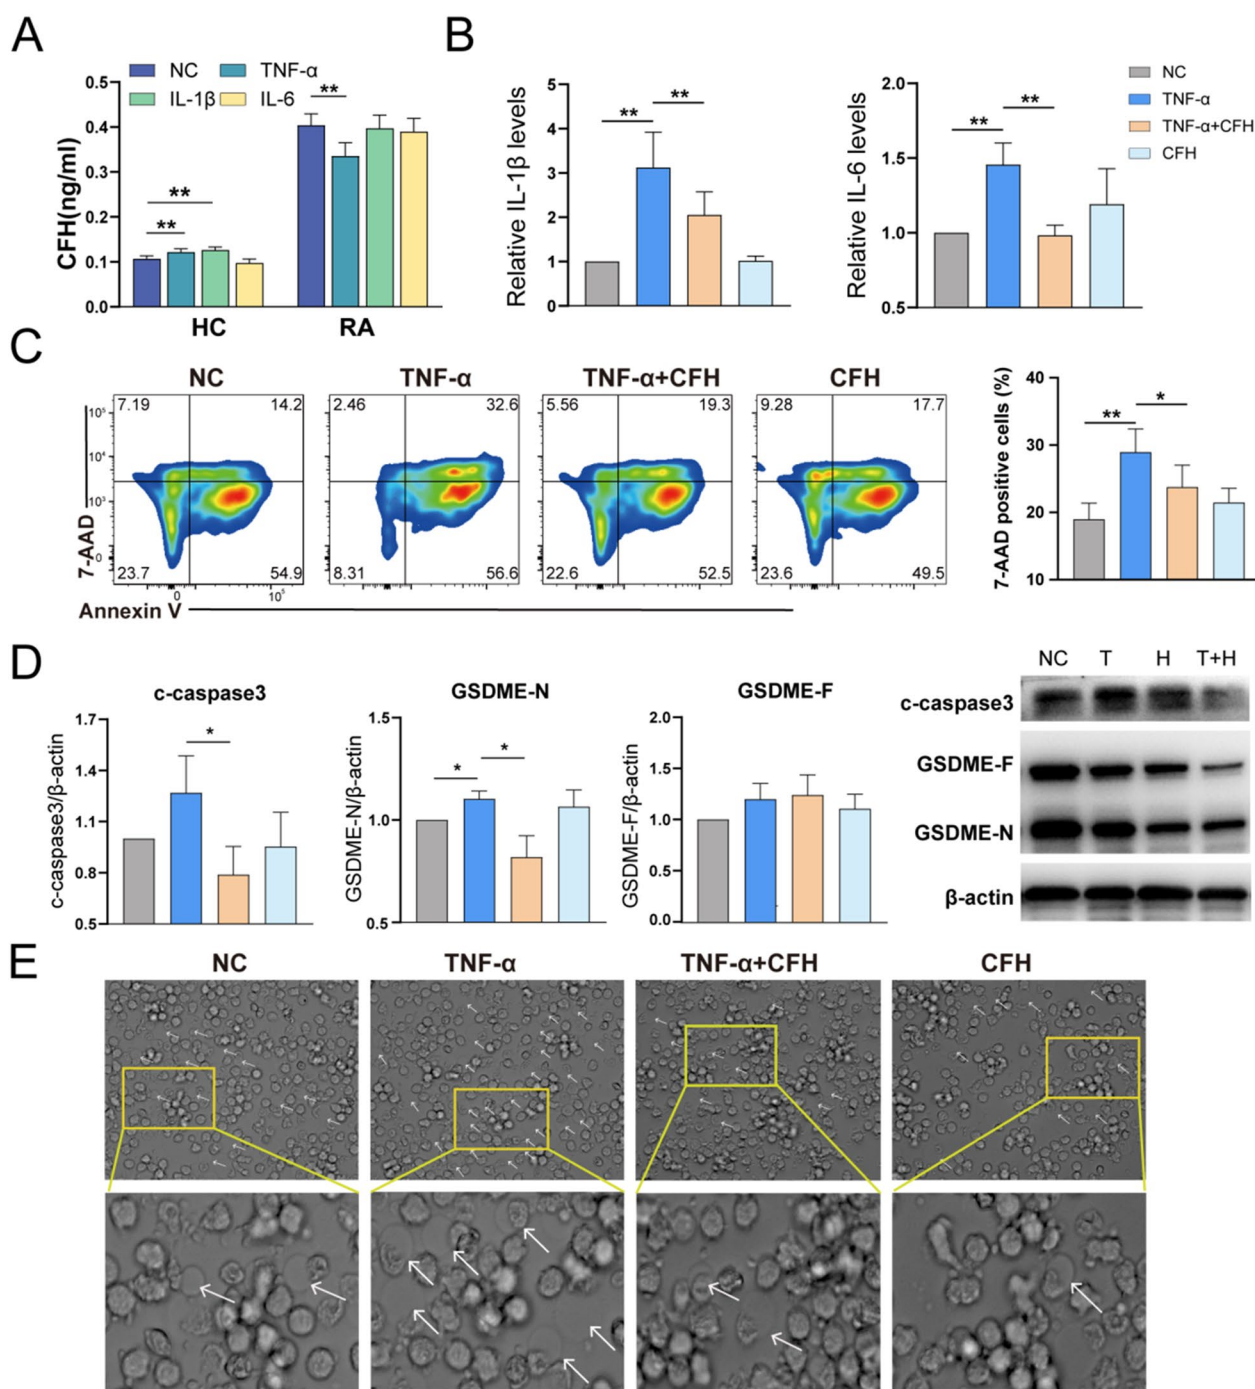 A
NC TNF-α
IL-1β IL-6
CFH(ng/ml)
0.5
0.4
0.3
0.2
0.1
0.0
** ** **
HC RA
B
Relative IL-1β levels
5
4
3
2
1
0
** **
Relative IL-6 levels
2.0
1.5
1.0
0.5
** **
NC
TNF-α
TNF-α+CFH
CFH
C
NC TNF-α TNF-α+CFH CFH
7.19 14.2 2.46 32.6 5.56 19.3 9.28 17.7
10⁵
10⁴
10³
0
7-AAD
23.7 54.9 8.31 56.6 22.6 52.5 23.6 49.5
0 10⁵
Annexin V
7-AAD positive cells (%)
40
30
20
10
** *
D
c-caspase3
c-caspase3/β-actin
1.7
1.4
1.1
0.8
0.5
*
GSDME-N
GSDME-N/β-actin
1.5
1.0
0.5
* *
GSDME-F
GSDME-F/β-actin
2.0
1.5
1.0
0.5
0.0
NC T H T+H
c-caspase3
GSDME-F
GSDME-N
β-actin
E
NC TNF-α TNF-α+CFH CFH